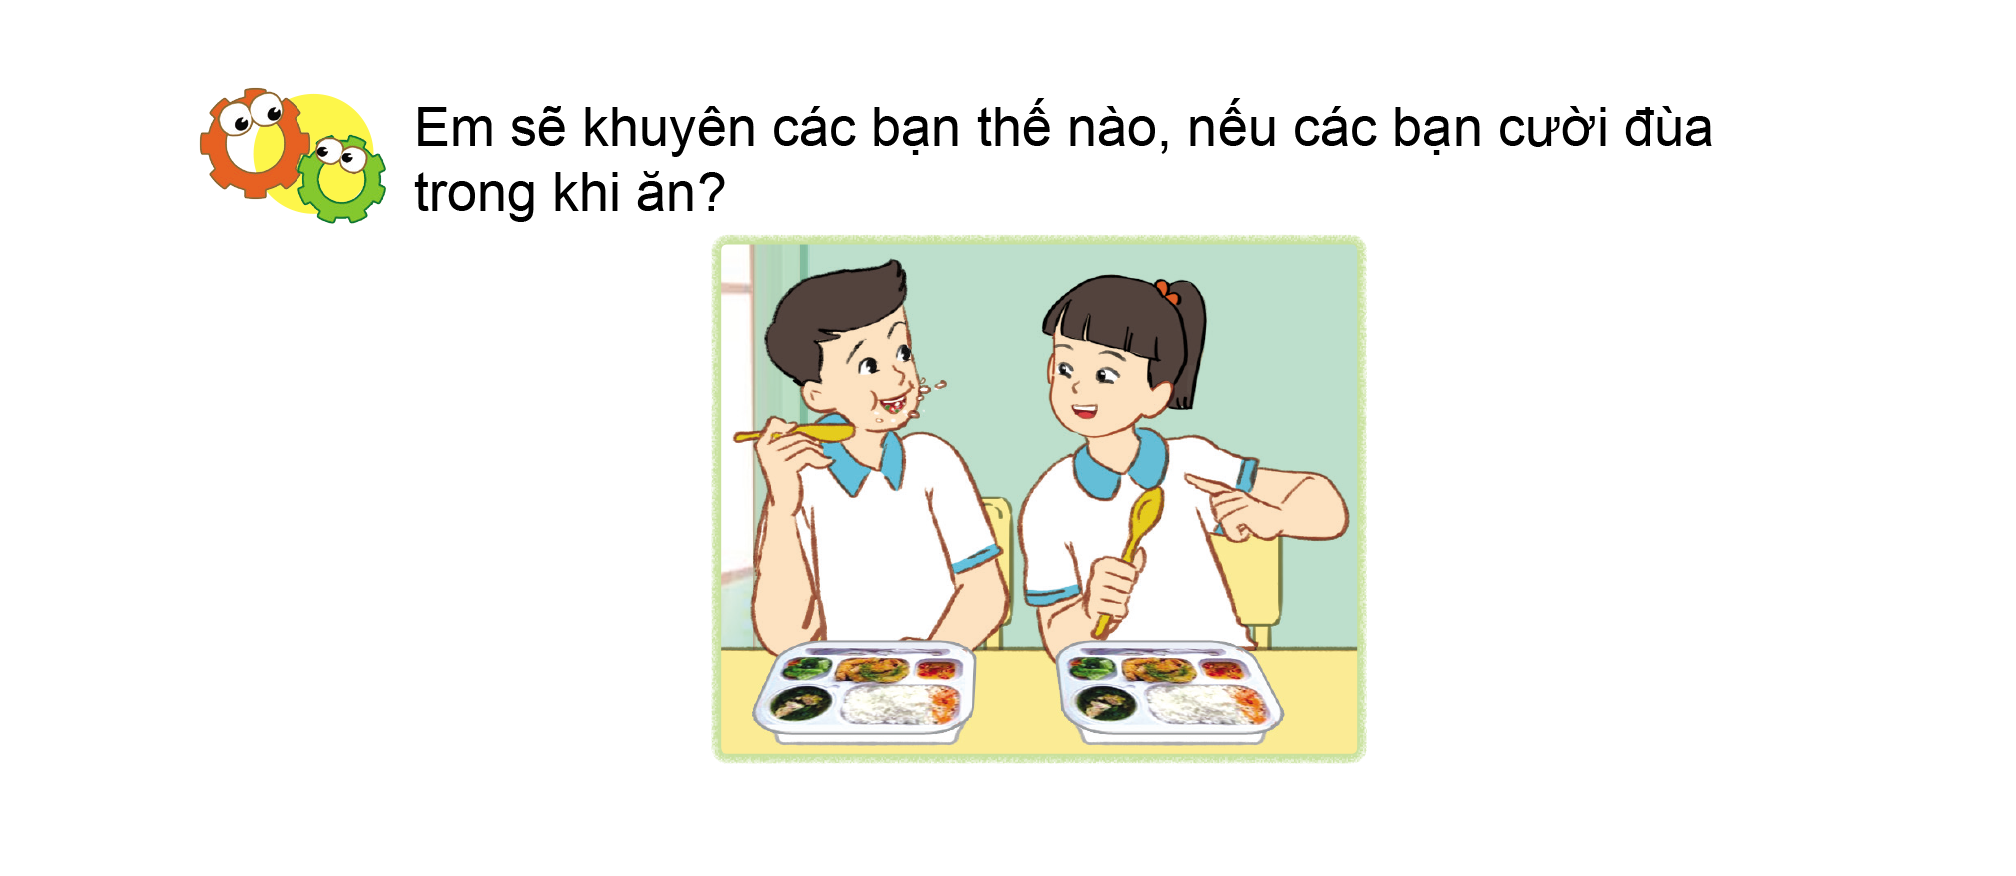 Em sẽ khuyên các bạn thế nào, nếu các bạn cười đùa
trong khi ăn?